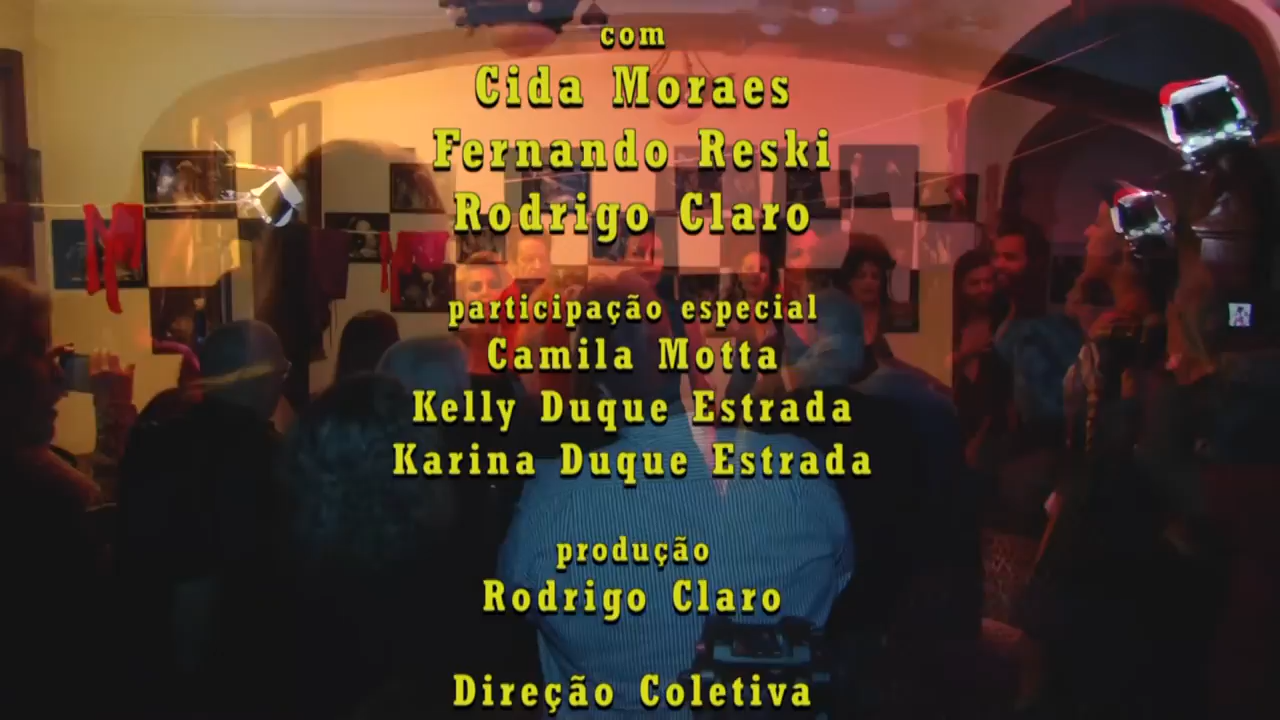 com
Cida Moraes
Fernando Reski
Rodrigo Claro
participação especial
Camila Motta
Kelly Duque Estrada
Karina Duque Estrada
produção
Rodrigo Claro
Direção Coletiva